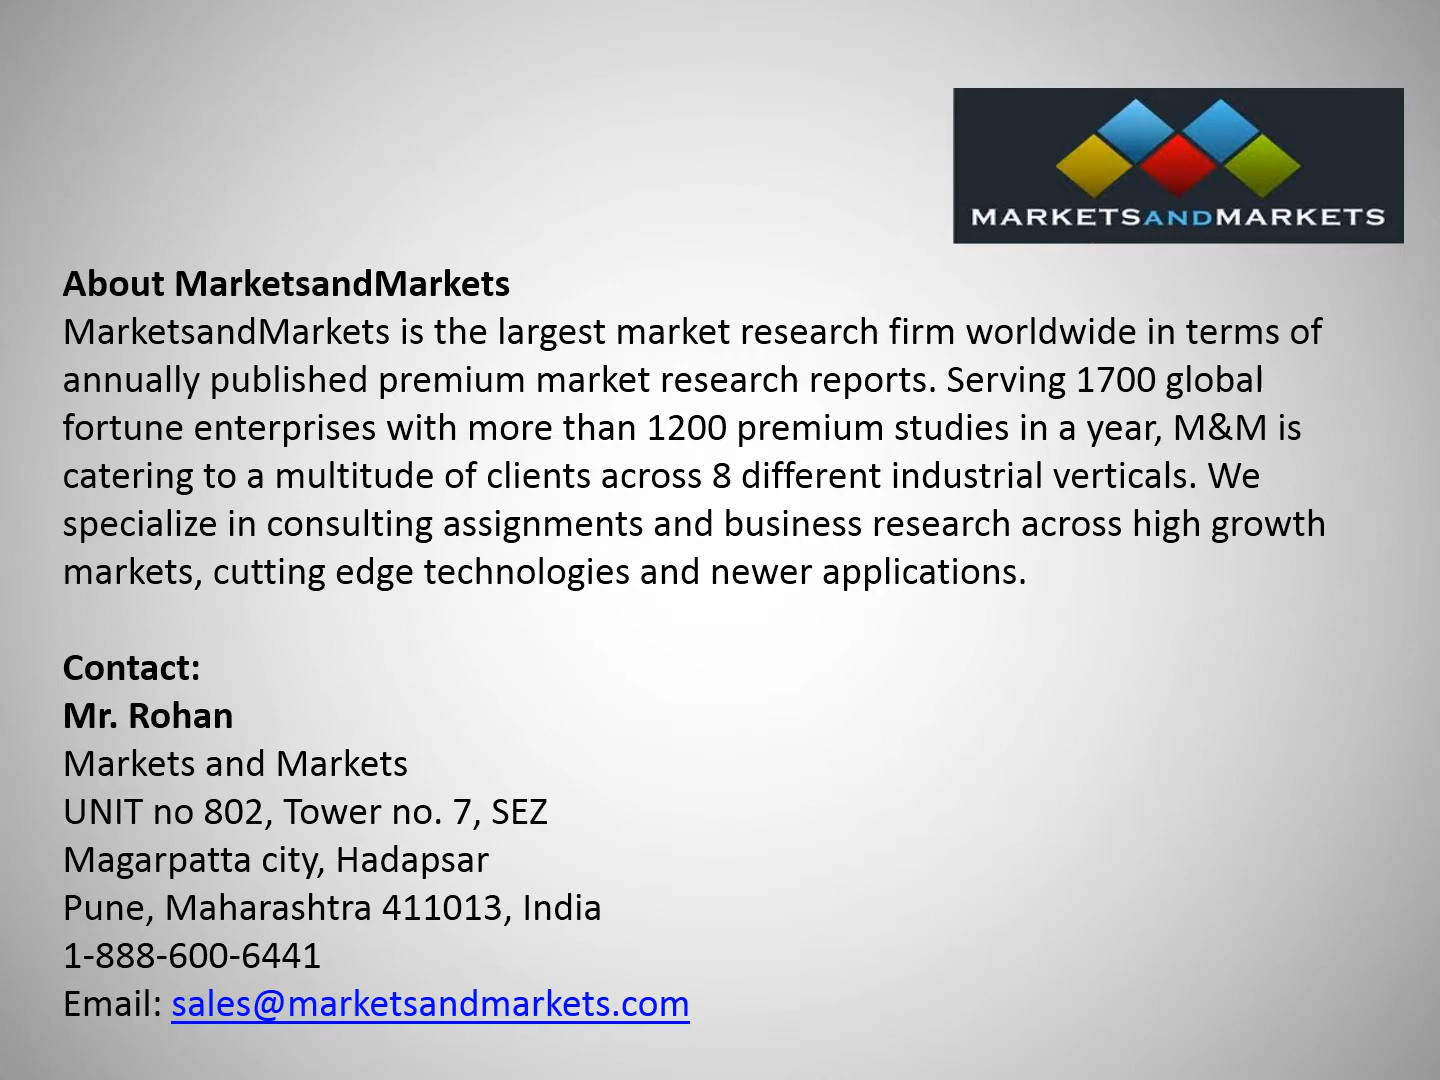 MARKETSANDMARKETS
About MarketsandMarkets
MarketsandMarkets is the largest market research firm worldwide in terms of
annually published premium market research reports. Serving 1700 global
fortune enterprises with more than 1200 premium studies in a year, M&M is
catering to a multitude of clients across 8 different industrial verticals. We
specialize in consulting assignments and business research across high growth
markets, cutting edge technologies and newer applications.
Contact:
Mr. Rohan
Markets and Markets
UNIT no 802, Tower no. 7, SEZ
Magarpatta city, Hadapsar
Pune, Maharashtra 411013, India
1-888-600-6441
Email: sales@marketsandmarkets.com